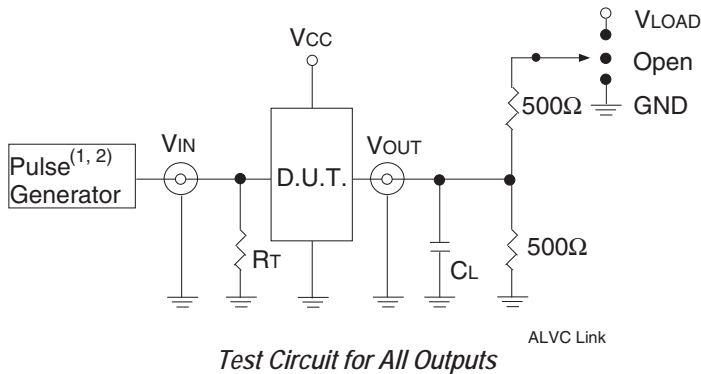 VLOAD
VCC
Open
500Ω
GND
VIN
VOUT
Pulse(1, 2)
Generator
D.U.T.
RT
CL
500Ω
ALVC Link
Test Circuit for All Outputs